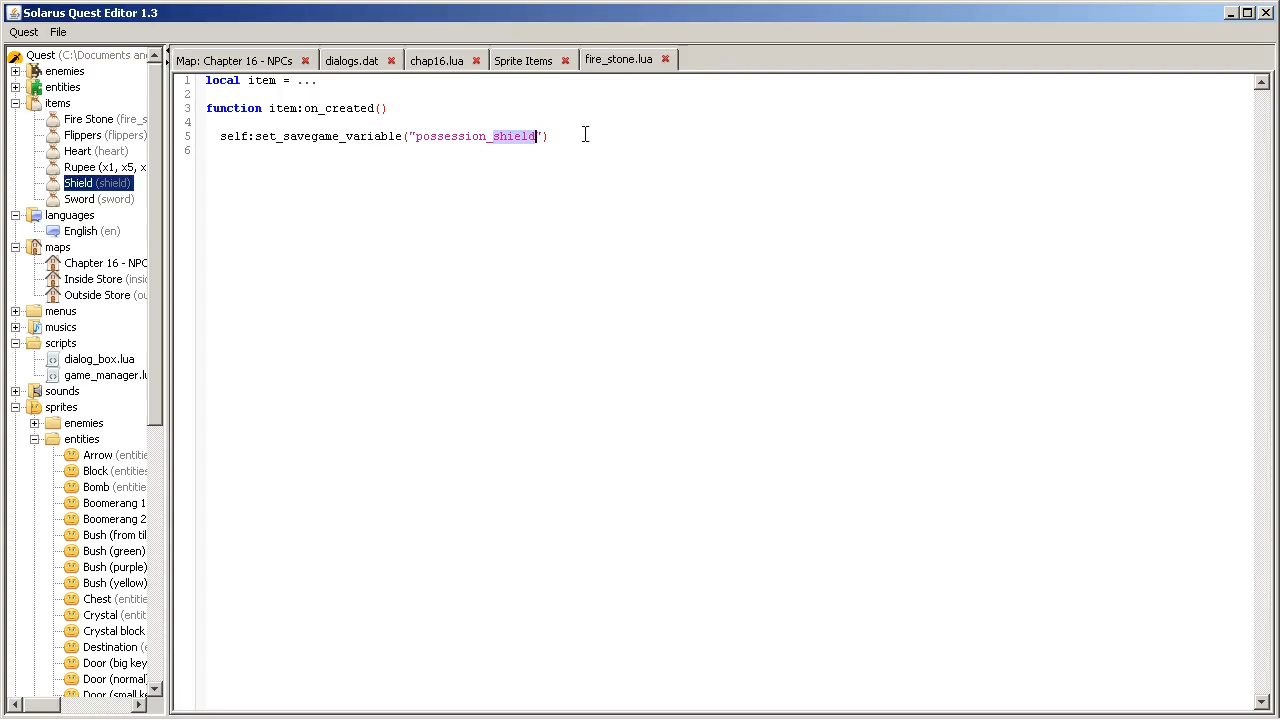 Solarus Quest Editor 1.3
Quest File
Quest (C:\Documents and
enemies
entities
items
Fire Stone (fire_s
Flippers (flippers)
Heart (heart)
Rupee (x1, x5, x
Shield (shield)
Sword (sword)
languages
English (en)
maps
Chapter 16 - NPC
Inside Store (insi
Outside Store (ou
menus
musics
scripts
dialog_box.lua
game_manager.lu
sounds
sprites
enemies
entities
Arrow (entitie
Block (entities
Bomb (entitie
Boomerang 1
Boomerang 2
Bush (from til
Bush (green)
Bush (purple)
Bush (yellow)
Chest (entitie
Crystal (entit
Crystal block
Destination (e
Door (big key
Door (normal
Door (small k
Map: Chapter 16 - NPCs dialogs.dat chap16.lua Sprite Items fire_stone.lua
1 local item = ...
2
3 function item:on_created()
4
5 self:set_savegame_variable("possession_shield")
6